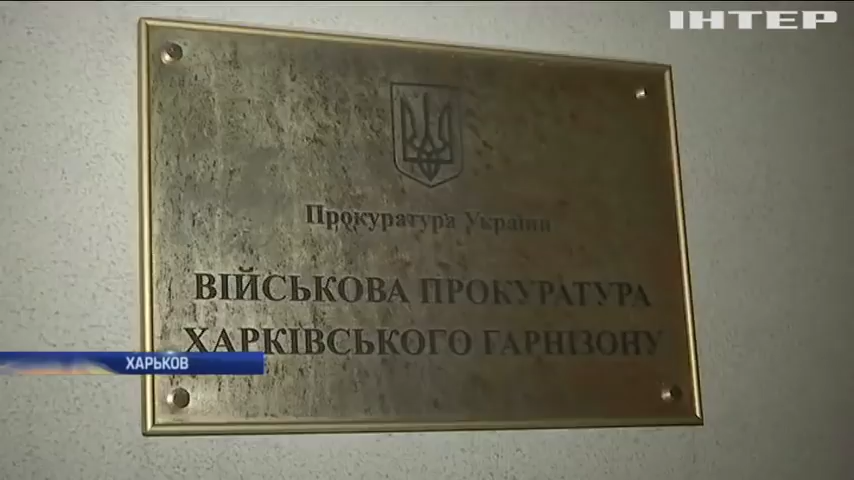 ІНТЕР
Прокуратура України
ВІЙСЬКОВА ПРОКУРАТУРА
ХАРКІВСЬКОГО ГАРНІЗОНУ
ХАРЬКОВ